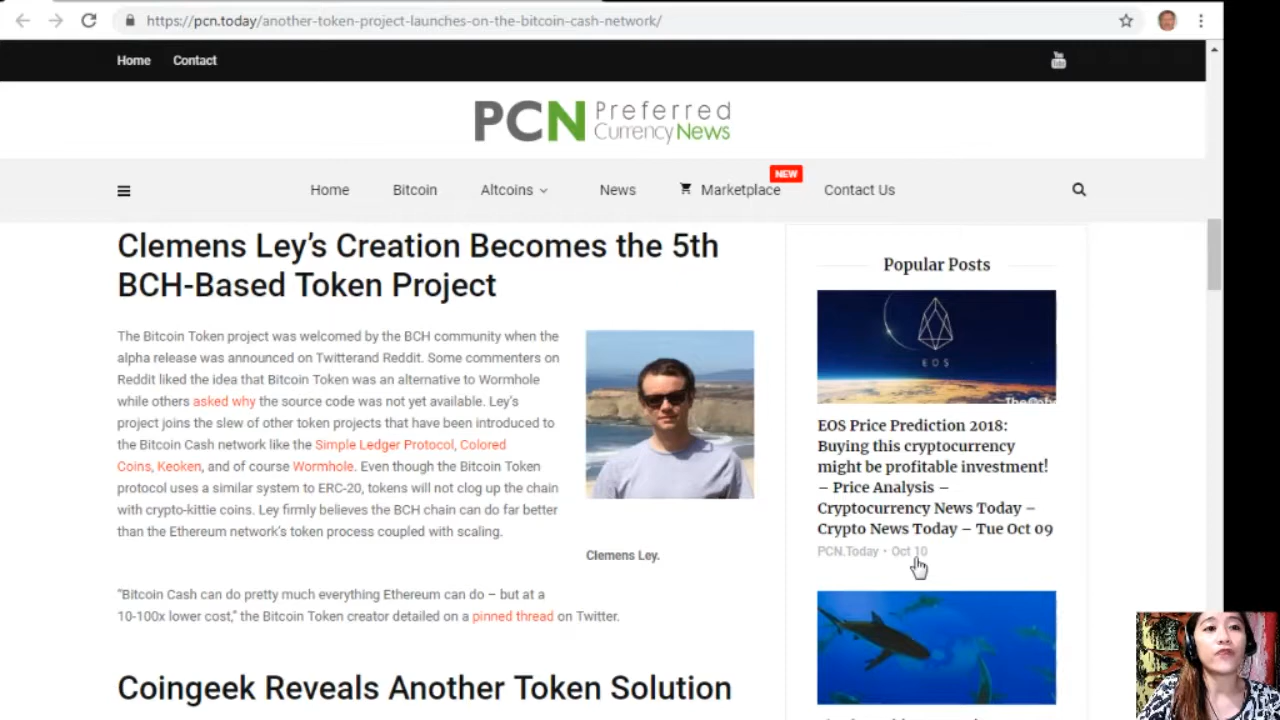 https://pcn.today/another-token-project-launches-on-the-bitcoin-cash-network/
Home Contact
You Tube
PCN Preferred
Currency News
Home Bitcoin Altcoins News Marketplace NEW Contact Us
Clemens Ley’s Creation Becomes the 5th
BCH-Based Token Project
The Bitcoin Token project was welcomed by the BCH community when the
alpha release was announced on Twitterand Reddit. Some commenters on
Reddit liked the idea that Bitcoin Token was an alternative to Wormhole
while others asked why the source code was not yet available. Ley’s
project joins the slew of other token projects that have been introduced to
the Bitcoin Cash network like the Simple Ledger Protocol, Colored
Coins, Keoken, and of course Wormhole. Even though the Bitcoin Token
protocol uses a similar system to ERC-20, tokens will not clog up the chain
with crypto-kittie coins. Ley firmly believes the BCH chain can do far better
than the Ethereum network’s token process coupled with scaling.
Clemens Ley.
“Bitcoin Cash can do pretty much everything Ethereum can do – but at a
10-100x lower cost,” the Bitcoin Token creator detailed on a pinned thread on Twitter.
Coingeek Reveals Another Token Solution
Popular Posts
EOS
EOS Price Prediction 2018:
Buying this cryptocurrency
might be profitable investment!
– Price Analysis –
Cryptocurrency News Today –
Crypto News Today – Tue Oct 09
PCN.Today • Oct 10